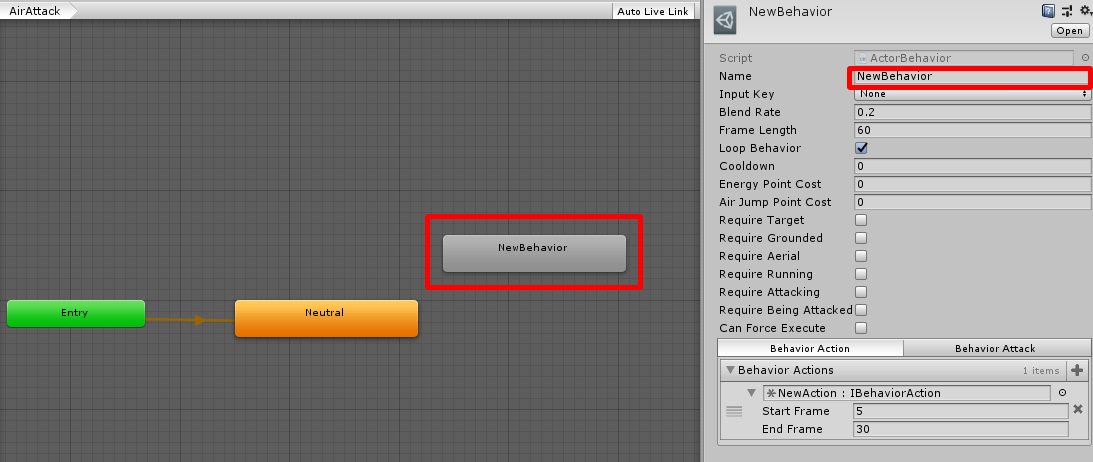 AirAttack
Auto Live Link
NewBehavior
Entry
Neutral
NewBehavior
Open
Script ActorBehavior
Name NewBehavior
Input Key None
Blend Rate 0.2
Frame Length 60
Loop Behavior
Cooldown 0
Energy Point Cost 0
Air Jump Point Cost 0
Require Target
Require Grounded
Require Aerial
Require Running
Require Attacking
Require Being Attacked
Can Force Execute
Behavior Action Behavior Attack
Behavior Actions 1 items
NewAction : IBehaviorAction
Start Frame 5
End Frame 30